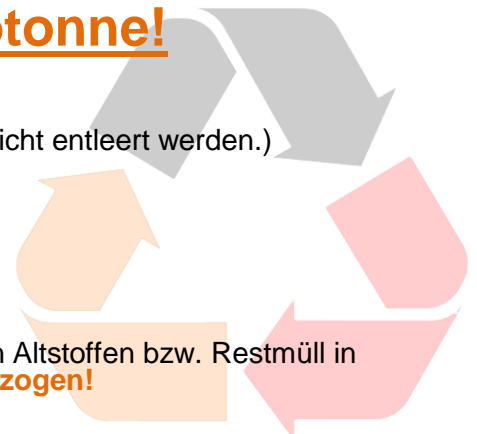 otonne!
icht entleert werden.)
n Altstoffen bzw. Restmüll in
zogen!